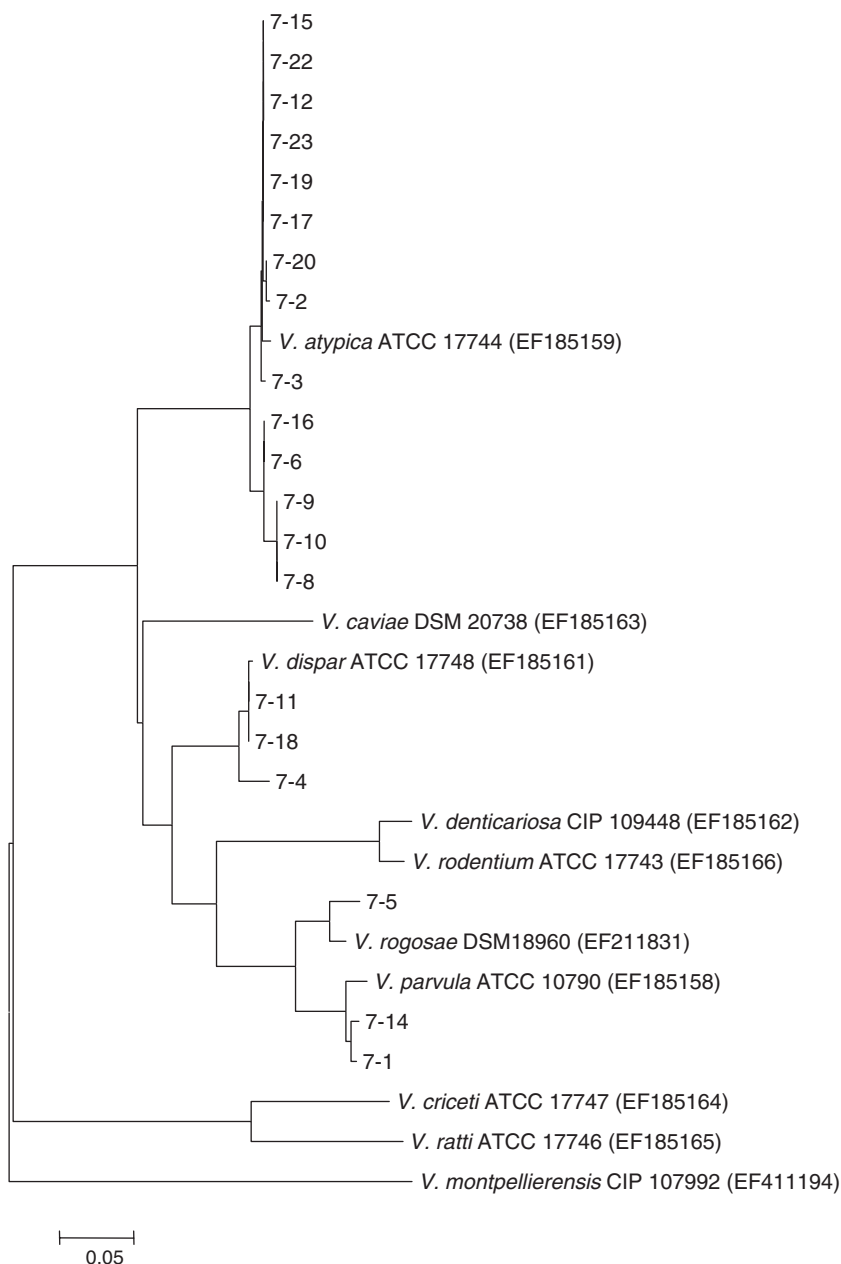 7-15
7-22
7-12
7-23
7-19
7-17
7-20
7-2
V. atypica ATCC 17744 (EF185159)
7-3
7-16
7-6
7-9
7-10
7-8
V. caviae DSM 20738 (EF185163)
V. dispar ATCC 17748 (EF185161)
7-11
7-18
7-4
V. denticariosa CIP 109448 (EF185162)
V. rodentium ATCC 17743 (EF185166)
7-5
V. rogosae DSM18960 (EF211831)
V. parvula ATCC 10790 (EF185158)
7-14
7-1
V. criceti ATCC 17747 (EF185164)
V. ratti ATCC 17746 (EF185165)
V. montpellierensis CIP 107992 (EF411194)
0.05